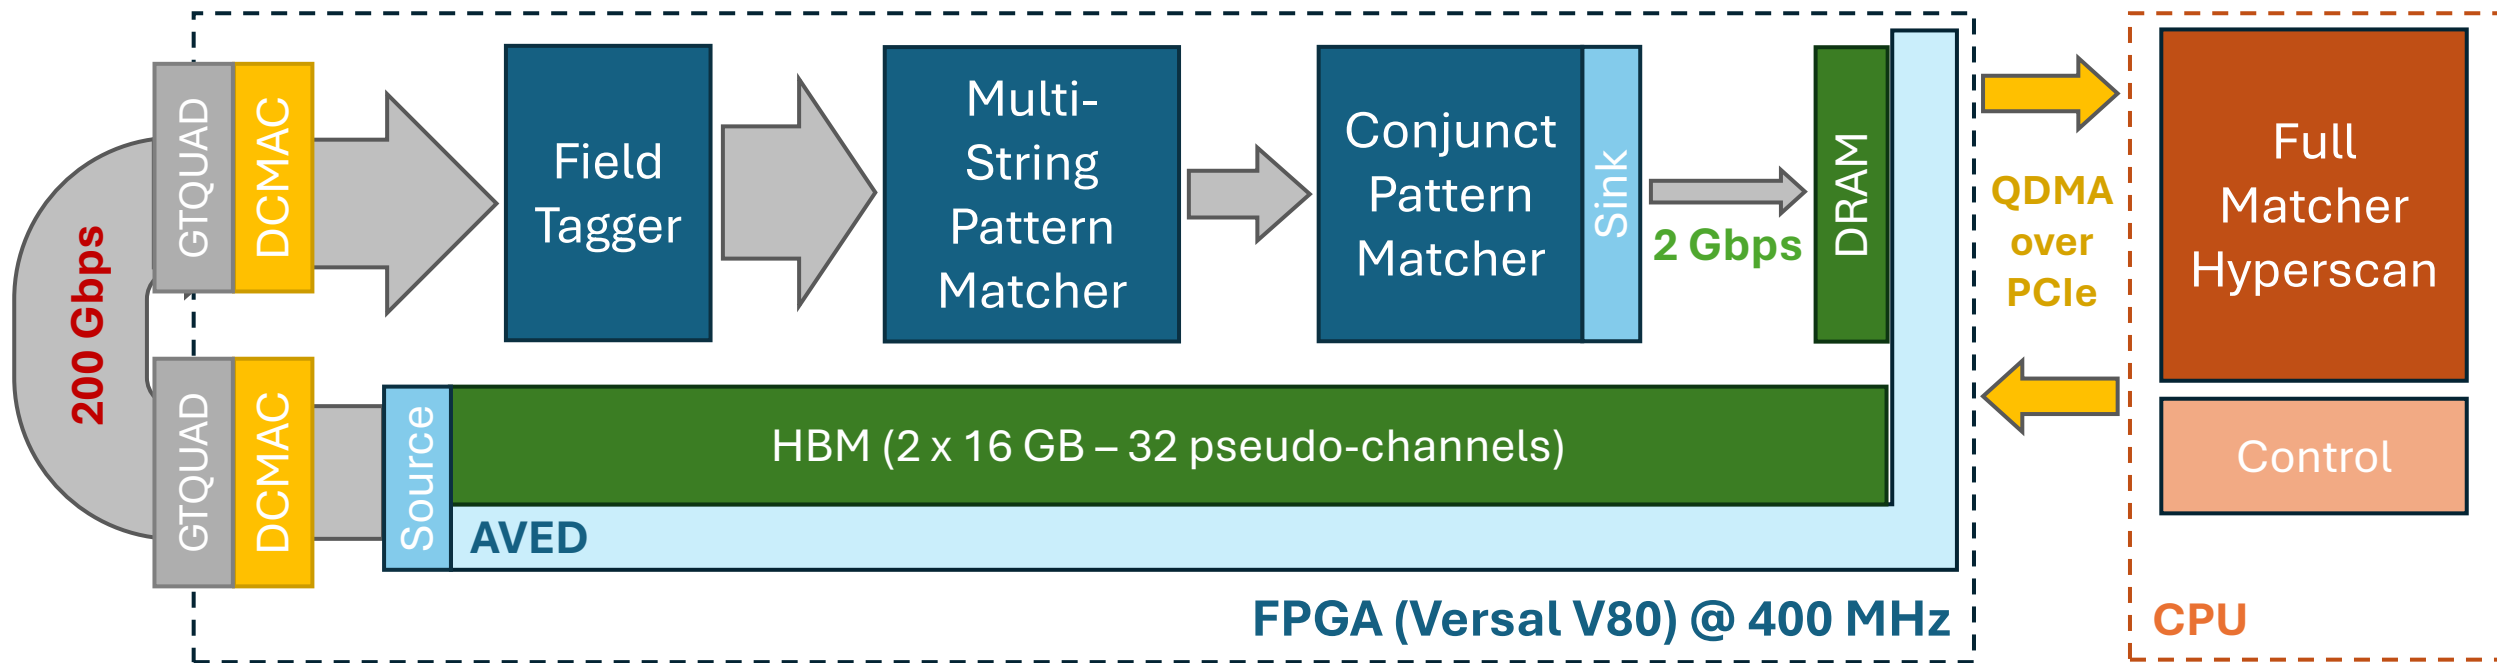 200 Gbps
GTQUAD
DCMAC
Field
Tagger
Multi-
String
Pattern
Matcher
Conjunct
Pattern
Matcher
Sink
2 Gbps
DRAM
QDMA
over
PCIe
Full
Matcher
Hyperscan
GTQUAD
DCMAC
Source
HBM (2 x 16 GB – 32 pseudo-channels)
AVED
Control
FPGA (Versal V80) @ 400 MHz
CPU